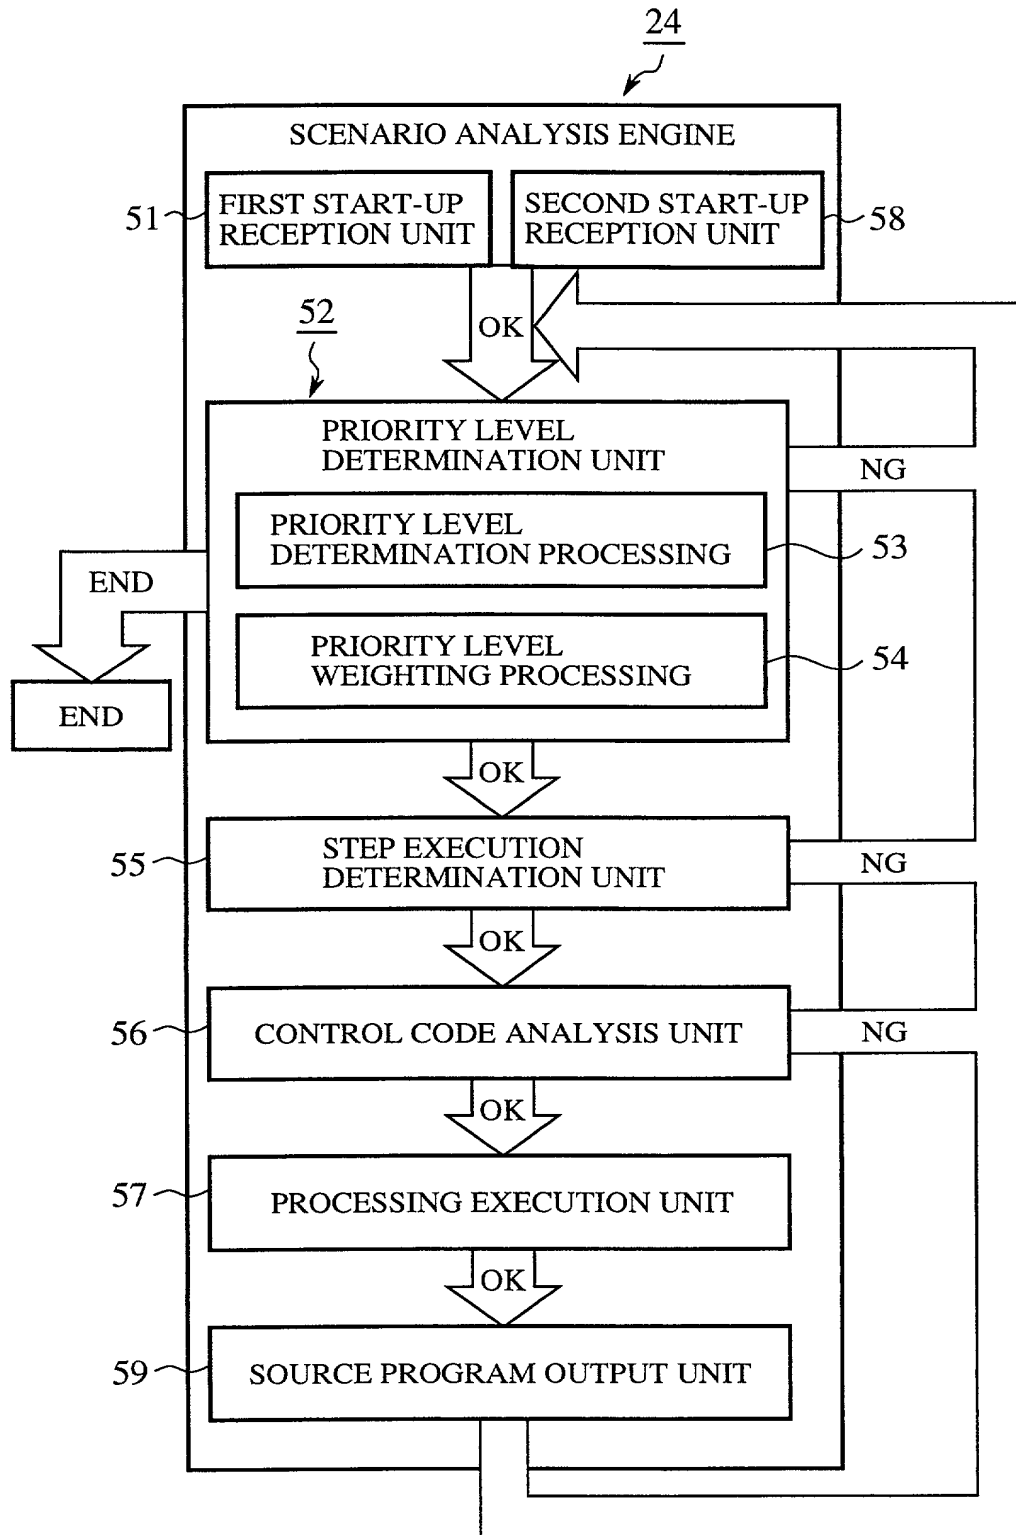 24
SCENARIO ANALYSIS ENGINE
51
FIRST START-UP
RECEPTION UNIT
SECOND START-UP
RECEPTION UNIT
58
OK
52
PRIORITY LEVEL
DETERMINATION UNIT
NG
PRIORITY LEVEL
DETERMINATION PROCESSING
53
END
PRIORITY LEVEL
WEIGHTING PROCESSING
54
END
OK
55
STEP EXECUTION
DETERMINATION UNIT
NG
OK
56
CONTROL CODE ANALYSIS UNIT
NG
OK
57
PROCESSING EXECUTION UNIT
OK
59
SOURCE PROGRAM OUTPUT UNIT